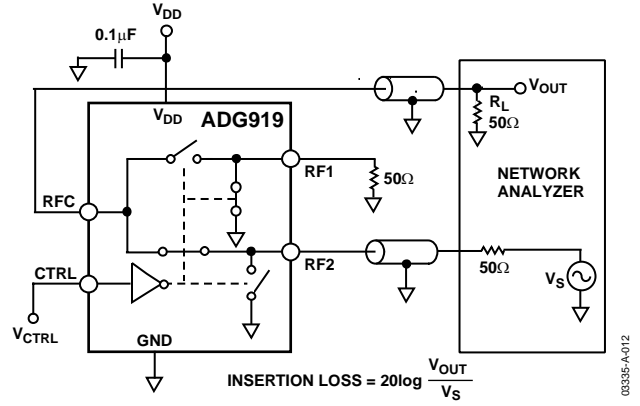 VDD
0.1μF
VDD
ADG919
VOUT
RL
50Ω
NETWORK
ANALYZER
RF1
50Ω
RFC
RF2
CTRL
50Ω
VS
VCTRL
GND
INSERTION LOSS = 20log VOUT
VS
03335-A-012